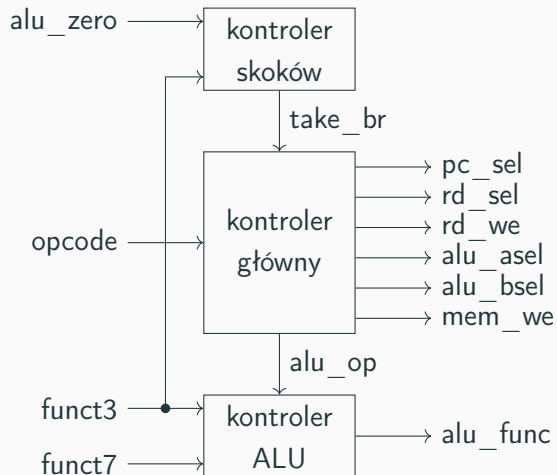 alu_zero
kontroler
skoków
take_br
opcode
kontroler
główny
pc_sel
rd_sel
rd_we
alu_asel
alu_bsel
mem_we
alu_op
funct3
funct7
kontroler
ALU
alu_func